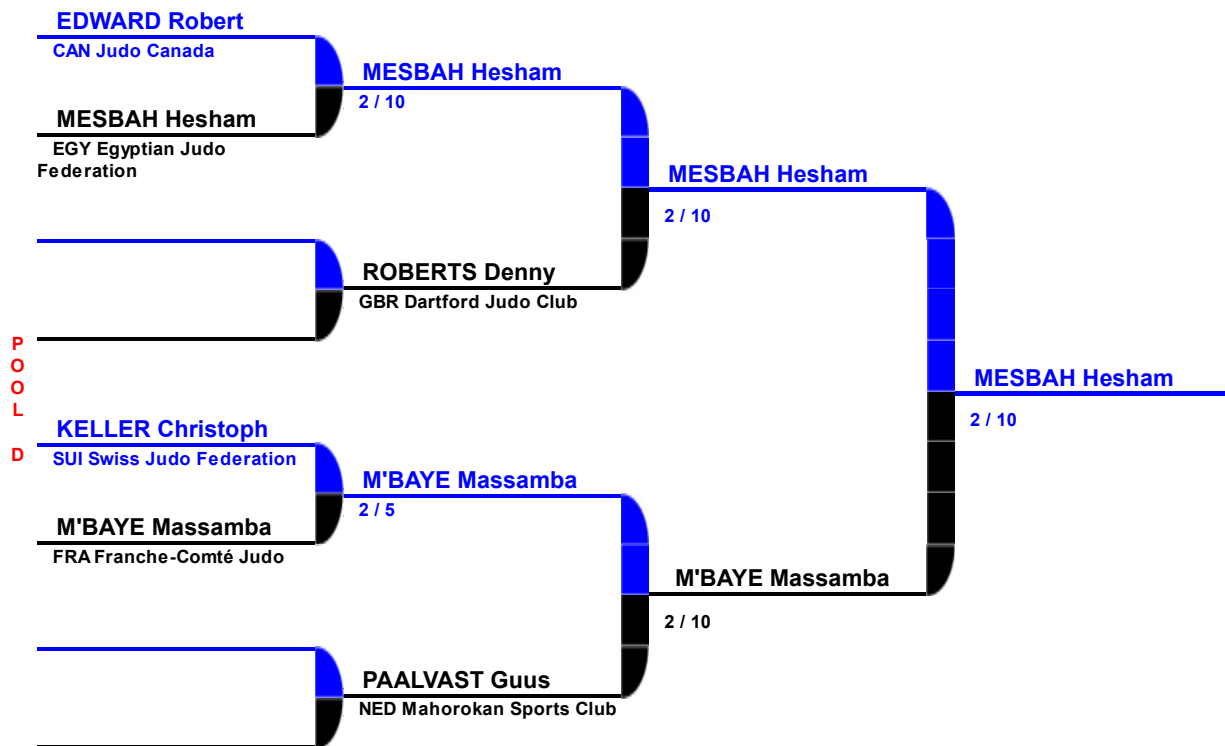 EDWARD Robert
CAN Judo Canada
MESBAH Hesham
2 / 10
MESBAH Hesham
EGY Egyptian Judo
Federation
MESBAH Hesham
2 / 10
ROBERTS Denny
GBR Dartford Judo Club
POOL D
MESBAH Hesham
2 / 10
KELLER Christoph
SUI Swiss Judo Federation
M'BAYE Massamba
2 / 5
M'BAYE Massamba
FRA Franche-Comté Judo
M'BAYE Massamba
2 / 10
PAALVAST Guus
NED Mahorokan Sports Club